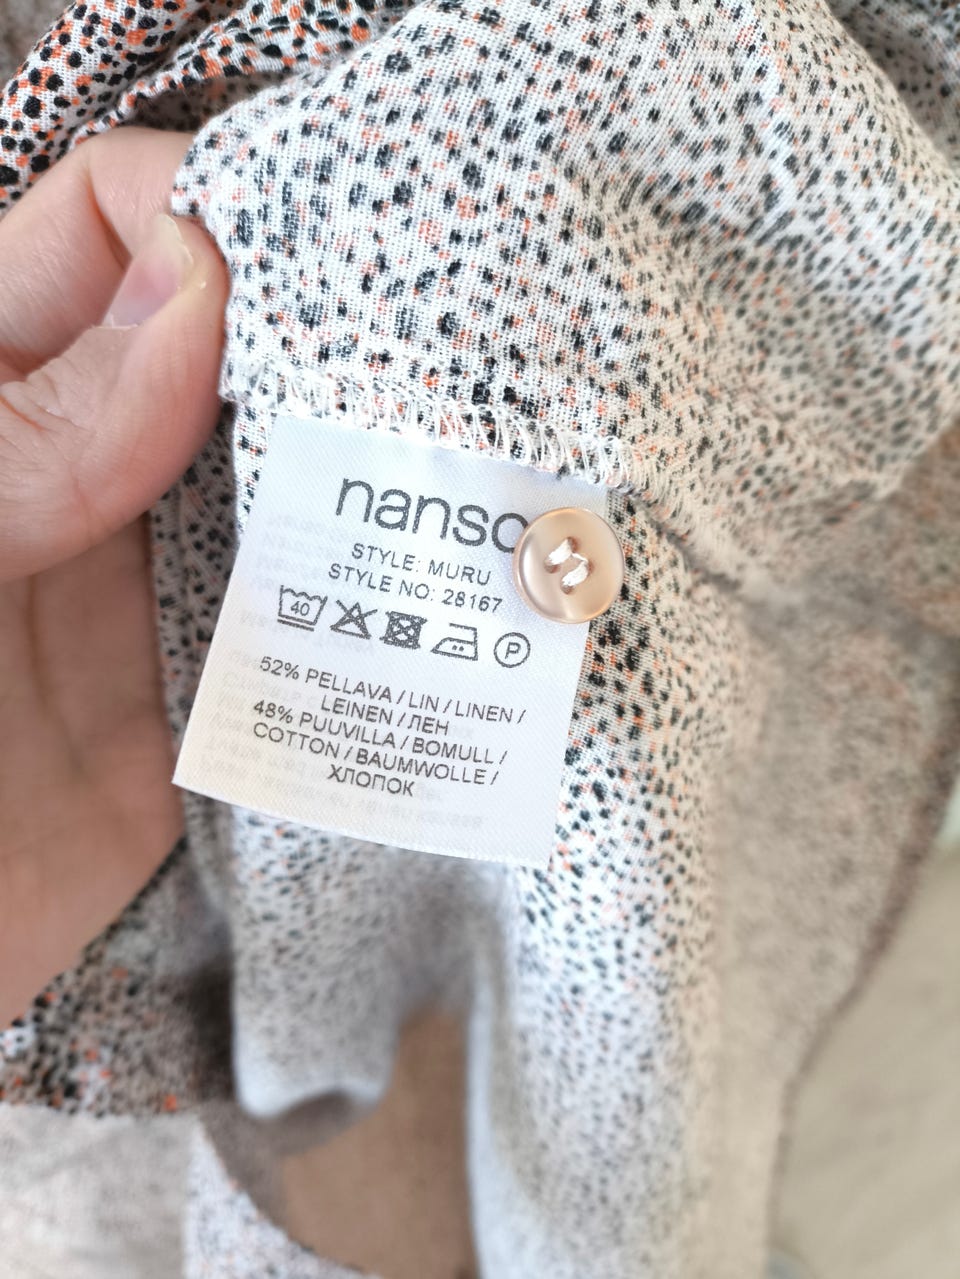 nanso
STYLE: MURU
STYLE NO: 28167
40 P
52% PELLAVA / LIN / LINEN /
LEINEN / ЛЕН
48% PUUVILLA / BOMULL /
COTTON / BAUMWOLLE /
ХЛОПОК